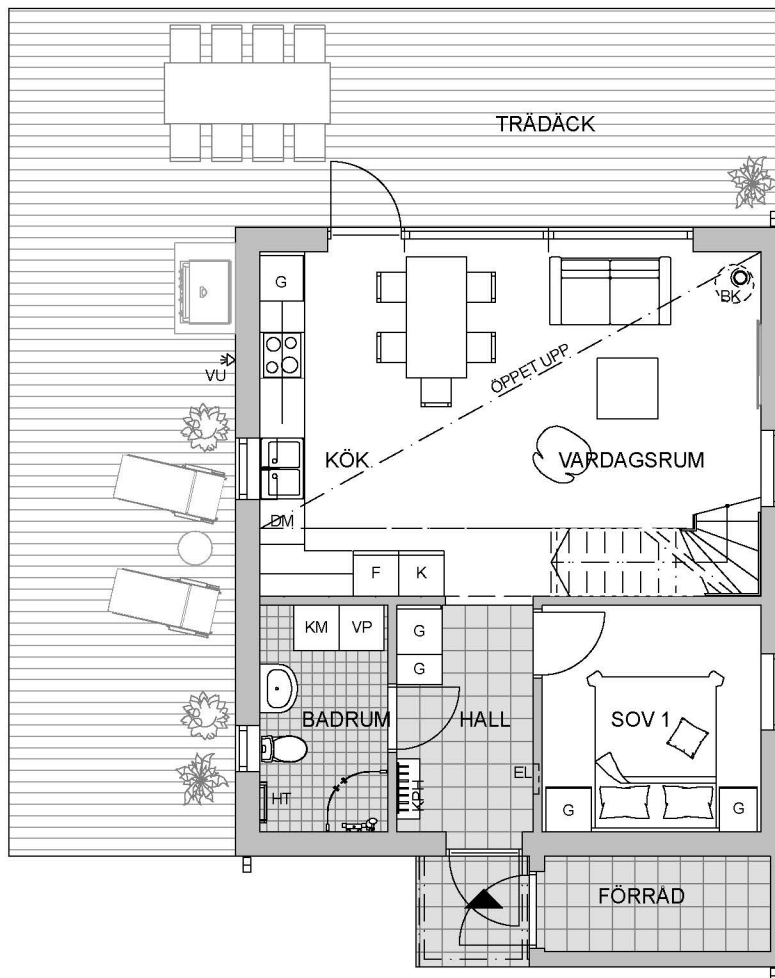 TRÄDÄCK
G
BK
VU
ÖPPET UPP
KÖK
VARDAGSRUM
DM
F
K
KM
VP
G
G
BADRUM
HALL
SOV 1
EL
HT
KPH
G
G
FÖRRÅD